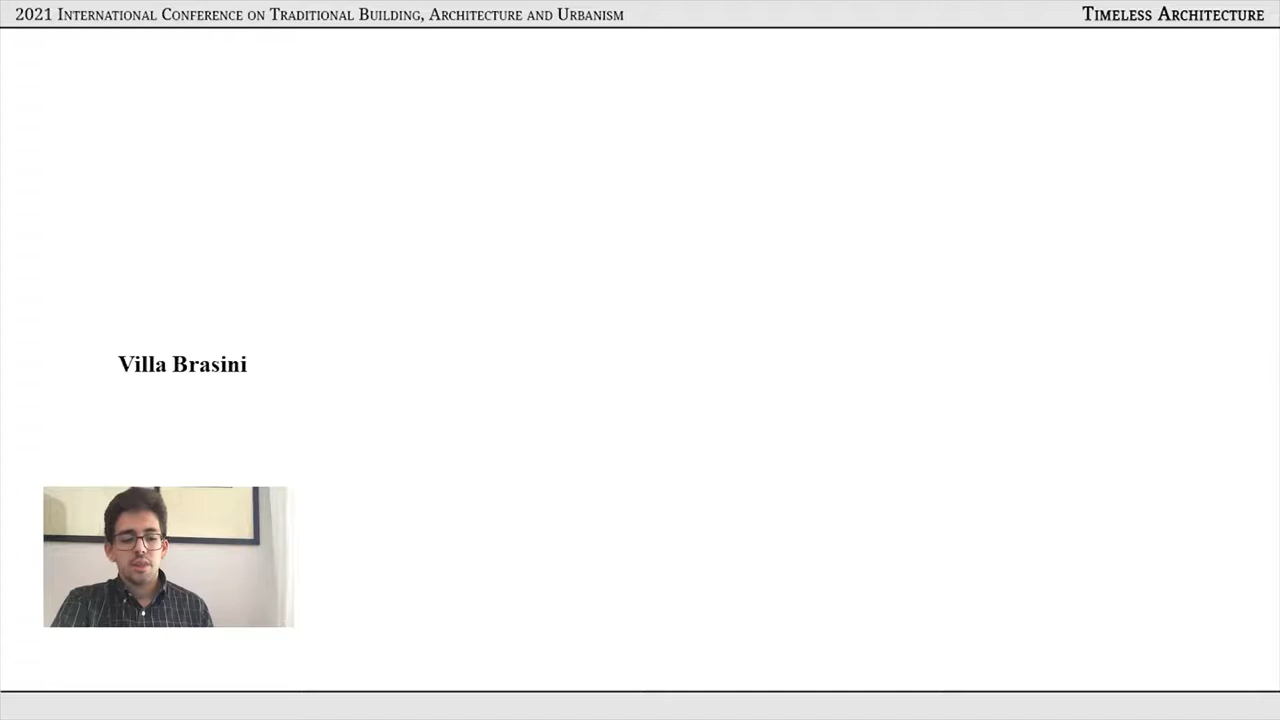 2021 International Conference on Traditional Building, Architecture and Urbanism
Timeless Architecture
Villa Brasini